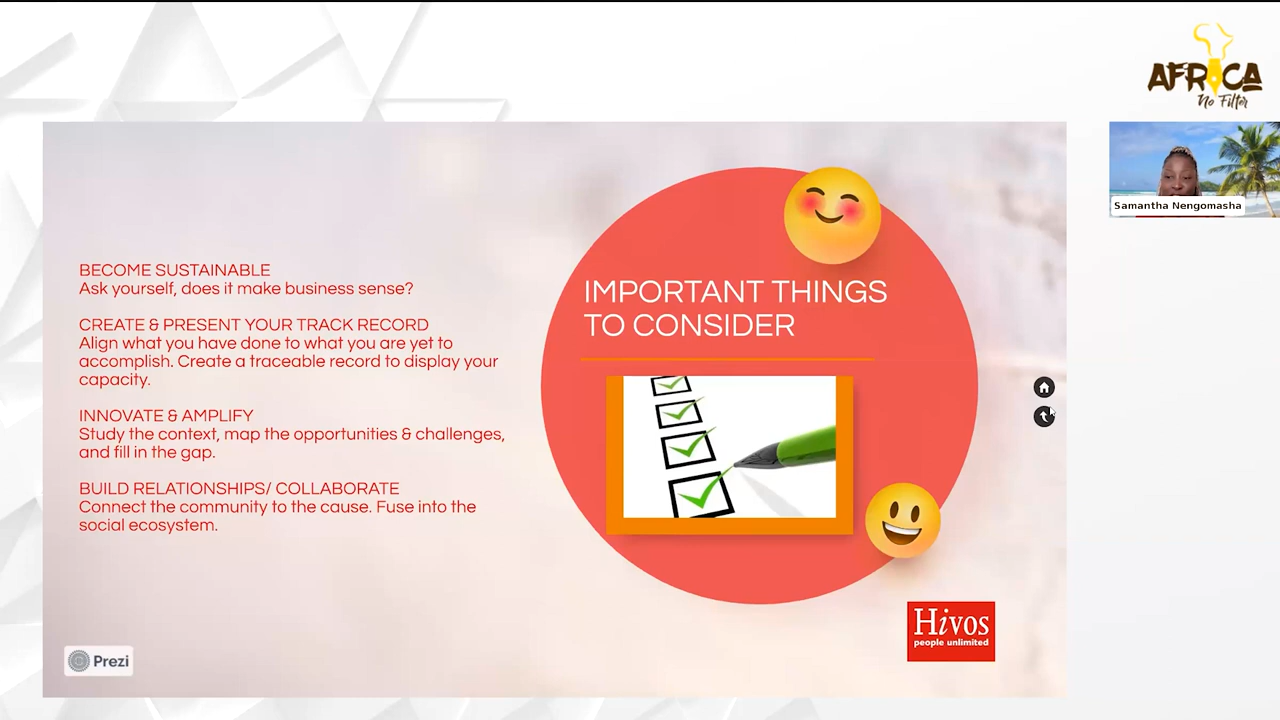 AFRICA
No Filter
Samantha Nengomasha
BECOME SUSTAINABLE
Ask yourself, does it make business sense?
CREATE & PRESENT YOUR TRACK RECORD
Align what you have done to what you are yet to
accomplish. Create a traceable record to display your
capacity.
INNOVATE & AMPLIFY
Study the context, map the opportunities & challenges,
and fill in the gap.
BUILD RELATIONSHIPS/ COLLABORATE
Connect the community to the cause. Fuse into the
social ecosystem.
IMPORTANT THINGS
TO CONSIDER
Hivos
people unlimited
Prezi